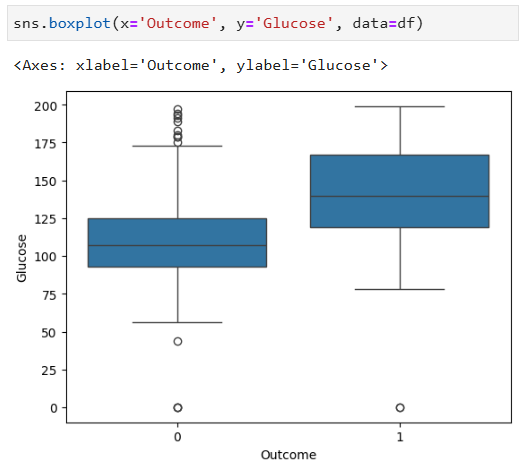 sns.boxplot(x='Outcome', y='Glucose', data=df)
<Axes: xlabel='Outcome', ylabel='Glucose'>
200
175
150
125
100
75
50
25
0
Glucose
0 1
Outcome